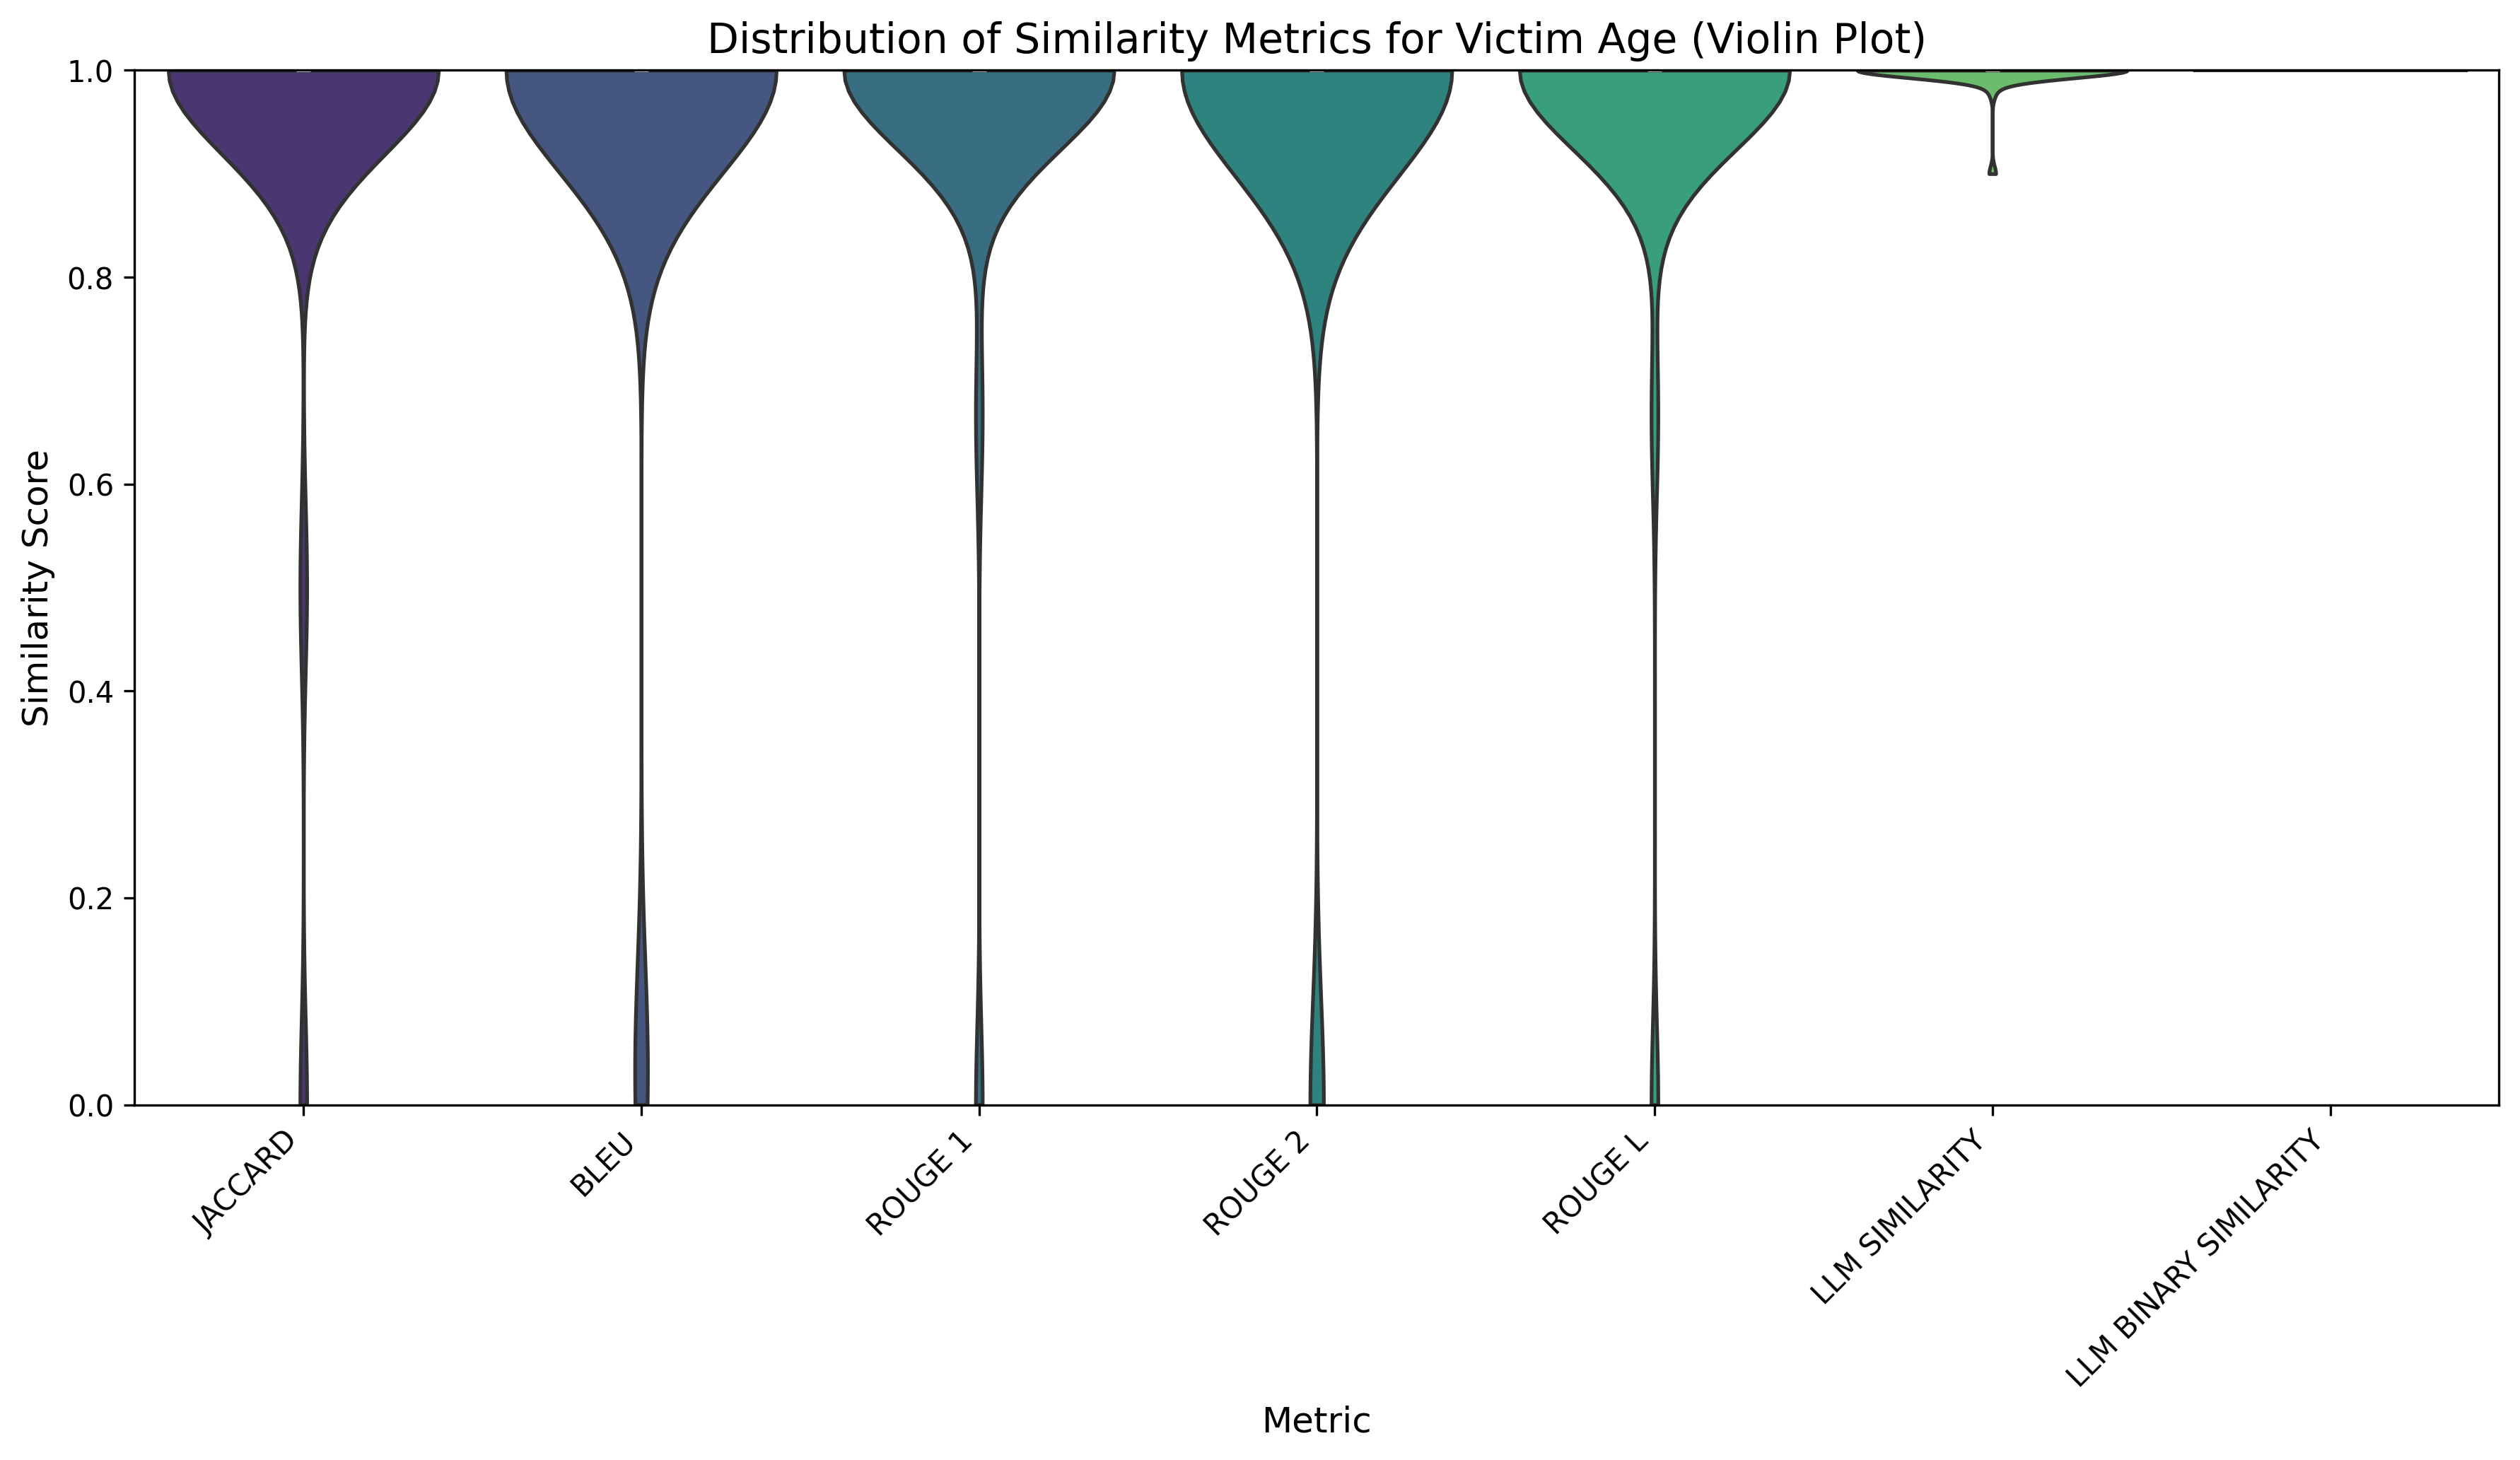 Distribution of Similarity Metrics for Victim Age (Violin Plot)
Similarity Score
1.0
0.8
0.6
0.4
0.2
0.0
JACCARD
BLEU
ROUGE 1
ROUGE 2
ROUGE L
LLM SIMILARITY
LLM BINARY SIMILARITY
Metric